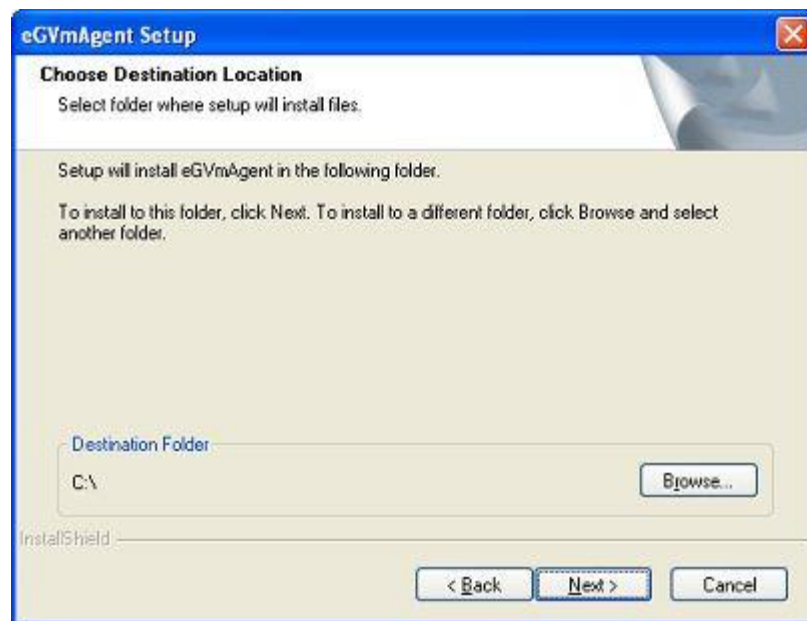 eGVmAgent Setup
Choose Destination Location
Select folder where setup will install files.
Setup will install eGVmAgent in the following folder.
To install to this folder, click Next. To install to a different folder, click Browse and select
another folder.
Destination Folder
C:\
Browse...
InstallShield
< Back
Next >
Cancel